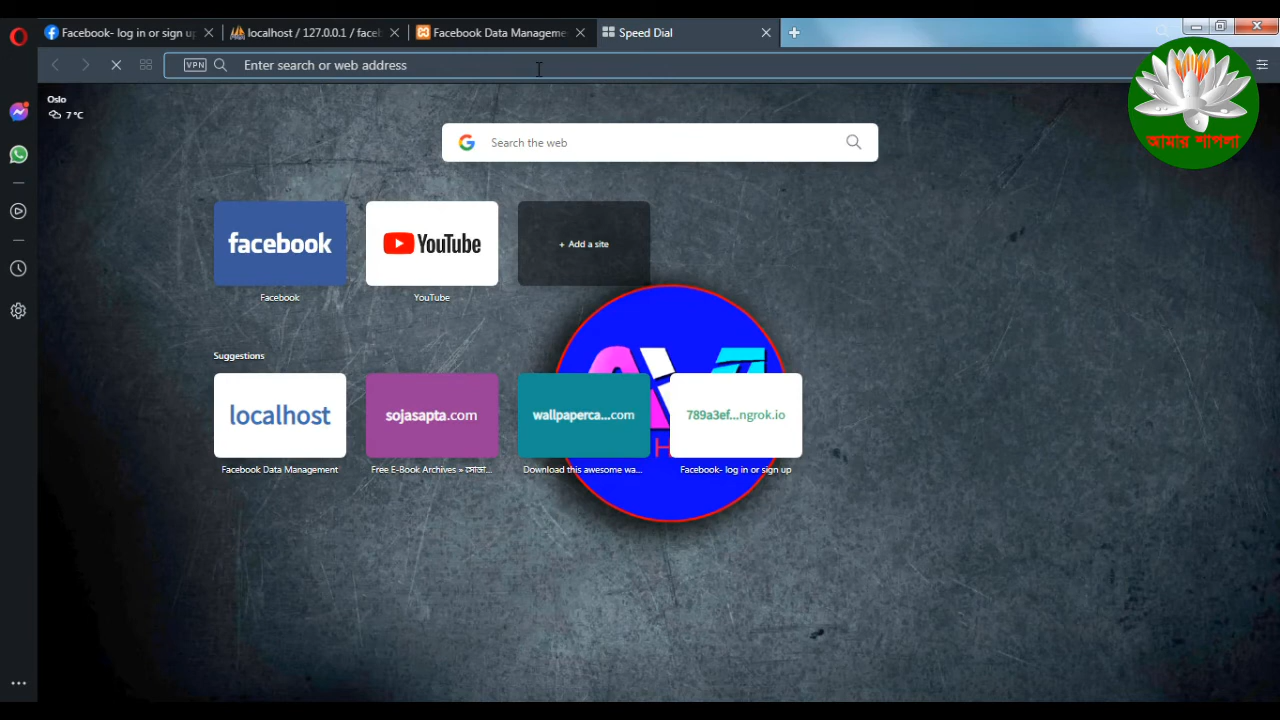 Facebook- log in or sign up
localhost / 127.0.0.1 / faceb
Facebook Data Manageme
Speed Dial
VPN
Enter search or web address
আমার শাপলা
Oslo
7 °C
Search the web
facebook
YouTube
+ Add a site
Facebook
YouTube
Suggestions
localhost
sojasapta.com
wallpaperca...com
789a3ef...ngrok.io
Facebook Data Management
Free E-Book Archives »
Download this awesome wa...
Facebook- log in or sign up